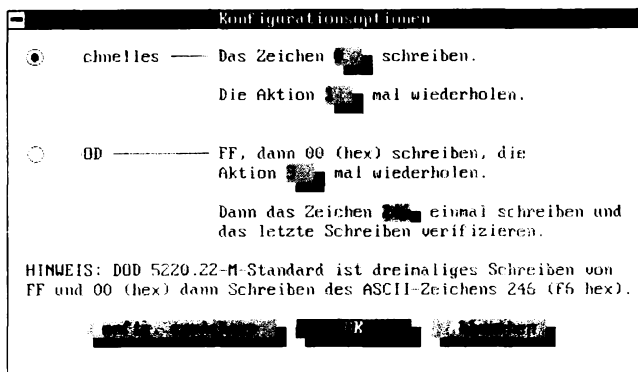 Konfigurationsoptionen
chnelles Das Zeichen schreiben.
Die Aktion mal wiederholen.
OD FF, dann 00 (hex) schreiben, die
Aktion mal wiederholen.
Dann das Zeichen einmal schreiben und
das letzte Schreiben verifizieren.
HINWEIS: DOD 5220.22-M-Standard ist dreimaliges Schreiben von
FF und 00 (hex) dann Schreiben des ASCII-Zeichens 246 (f6 hex).
K